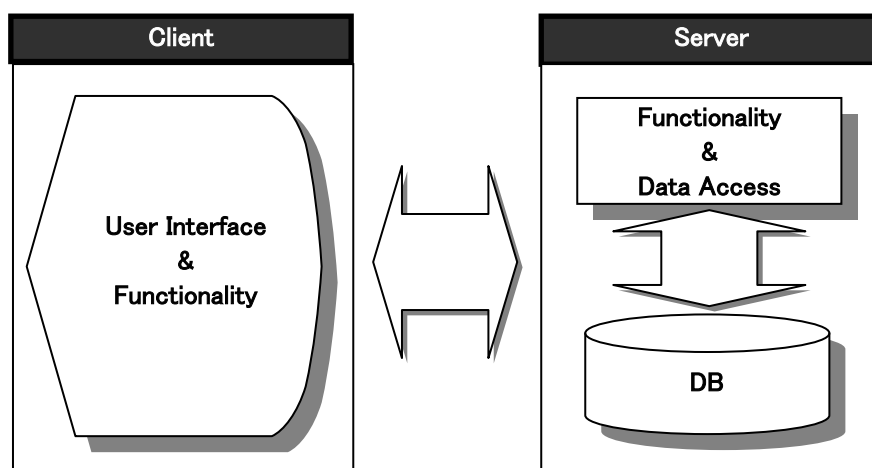 Client
User Interface
&
Functionality
Server
Functionality
&
Data Access
DB